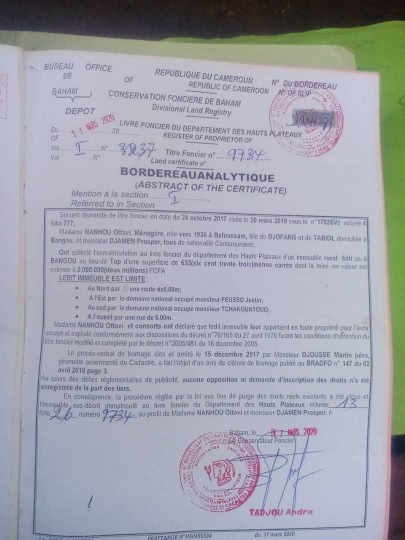 BUREAU OFFICE
DE OF
BAHAM
REPUBLIQUE DU CAMEROUN
REPUBLIC OF CAMEROON
N° DU BORDEREAU
N° OF SLIP
CONSERVATION FONCIERE DE BAHAM
Divisional Land Registry
DEPOT
Du 17 MARS 2020
LIVRE FONCIER DU DEPARTEMENT DES HAUTS PLATEAUX
REGISTER OF PROPRIETOR OF
Vol I N° 3237 Titre Foncier n° 9734
Vol N° Land certificate n°
BORDEREAUANALYTIQUE
(ABSTRACT OF THE CERTIFICATE)
Mention à la section I
Referred to in Section
Suivant demande de titre foncier en date du 24 octobre 2017 visée le 20 mars 2018 sous n° volume 4
folio 777;
Madame NANHOU Ottavi, Ménagère, née vers 1936 à Bafoussam, fille de DJOFANG et de TABIDI, domiciliée à
Bangou, et monsieur DJAMEN Prosper, tous de nationalité Camerounaise,
Ont sollicité l'immatriculation au livre foncier du département des Hauts Plateaux d'un immeuble rural bâti sis à
BANGOU au lieu-dit Top d'une superficie de 633(six cent trente trois)mètres carrés dont la mise en valeur est
estimée à 2.000.000(deux millions) FCFA
LEDIT IMMEUBLE EST LIMITE :
Au Nord par une route de5.00m;
A l'Est par le domaine national occupé monsieur FEUSSO Justin;
Au sud par le domaine national occupé monsieur TCHAKOUNTOUO;
A l'ouest par une rue de 6.00m.
Madame NANHOU Ottavi et consorts ont déclaré que ledit immeuble leur appartient en toute propriété pour l'avoir
occupé et exploité conformément aux dispositions du décret n°76/165 du 27 avril 1976 fixant les conditions d'obtention du
titre foncier modifié et complété par le décret n°2005/481 du 16 décembre 2005.
Le procès-verbal de bornage clos et arrêté le 15 décembre 2017 par Monsieur DJOUSSE Martin jules,
géomètre assermenté de Cadastre, a fait l'objet d'un avis de clôture de bornage publié au BRADFO n° 147 du 02
avril 2018 page 3.
Au cours des délais réglementaires de publicité, aucune opposition ni demande d'inscription des droits n'a été
enregistrée de la part des tiers.
En conséquence, la procédure réglée par la loi aux fins de purge des droits réels existants a été close et
l'immeuble sus-décrit immatriculé au livre foncier du Département des Hauts Plateaux volume 13
folio 26 numéro 9734 au profit de Madame NANHOU Ottavi et monsieur DJAMEN Prosper./-
Baham, le 17 MARS 2020
Le Conservateur Foncier
TADJOU Andre
du 17 mars 2020